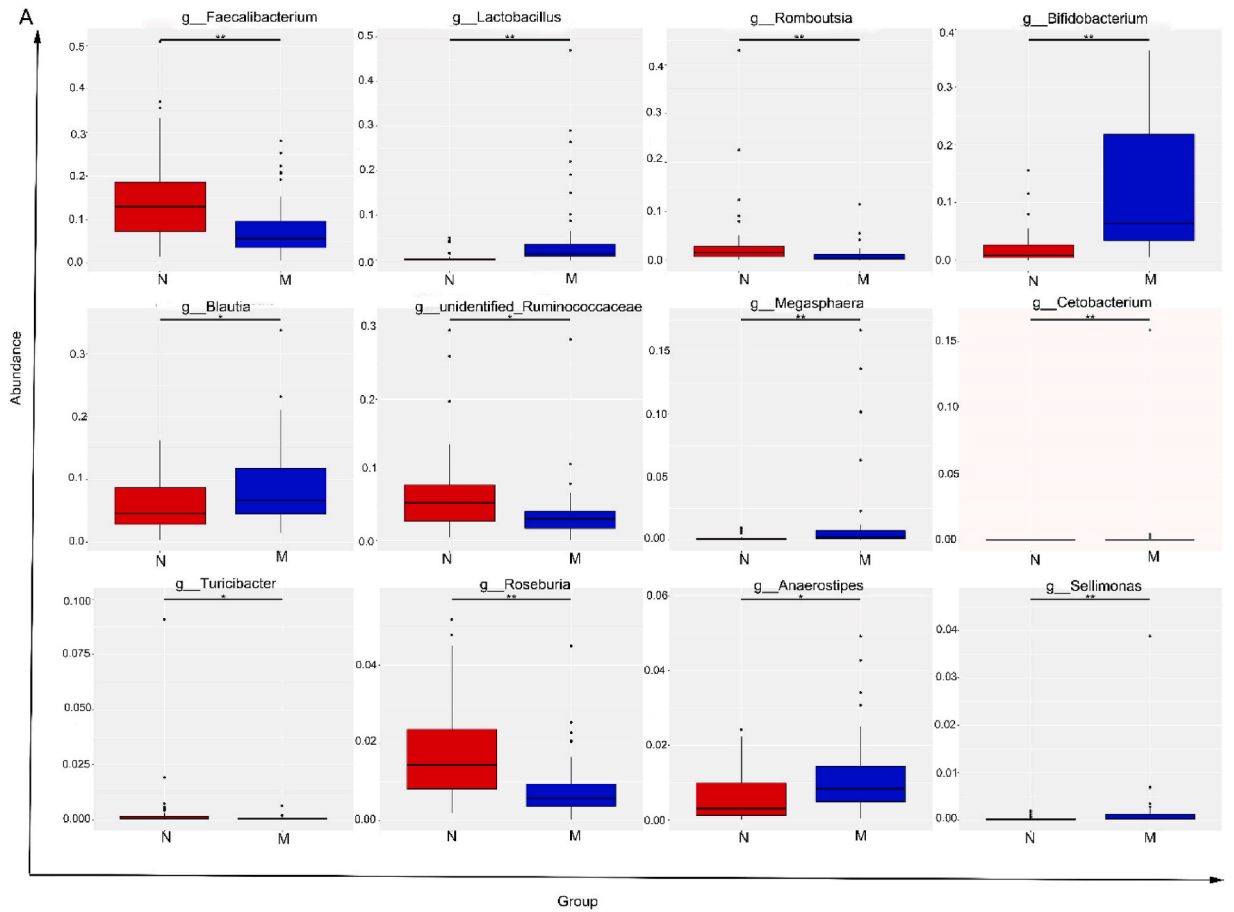 A
g__Faecalibacterium
g__Lactobacillus
g__Romboutsia
g__Bifidobacterium
**
**
**
**
0.5
0.4
0.3
0.2
0.1
0.0
0.5
0.4
0.3
0.2
0.1
0.0
0.4
0.3
0.2
0.1
0.0
0.4
0.3
0.2
0.1
0.0
N
M
N
M
N
M
N
M
g__Blautia
g__unidentified_Ruminococcaceae
g__Megasphaera
g__Cetobacterium
*
*
**
**
0.3
0.2
0.1
0.0
0.3
0.2
0.1
0.0
0.15
0.10
0.05
0.00
0.15
0.10
0.05
0.00
N
M
N
M
N
M
N
M
g__Turicibacter
g__Roseburia
g__Anaerostipes
g__Sellimonas
*
**
*
**
0.100
0.075
0.050
0.025
0.000
0.04
0.02
0.00
0.06
0.04
0.02
0.00
0.04
0.03
0.02
0.01
0.00
N
M
N
M
N
M
N
M
Abundance
Group